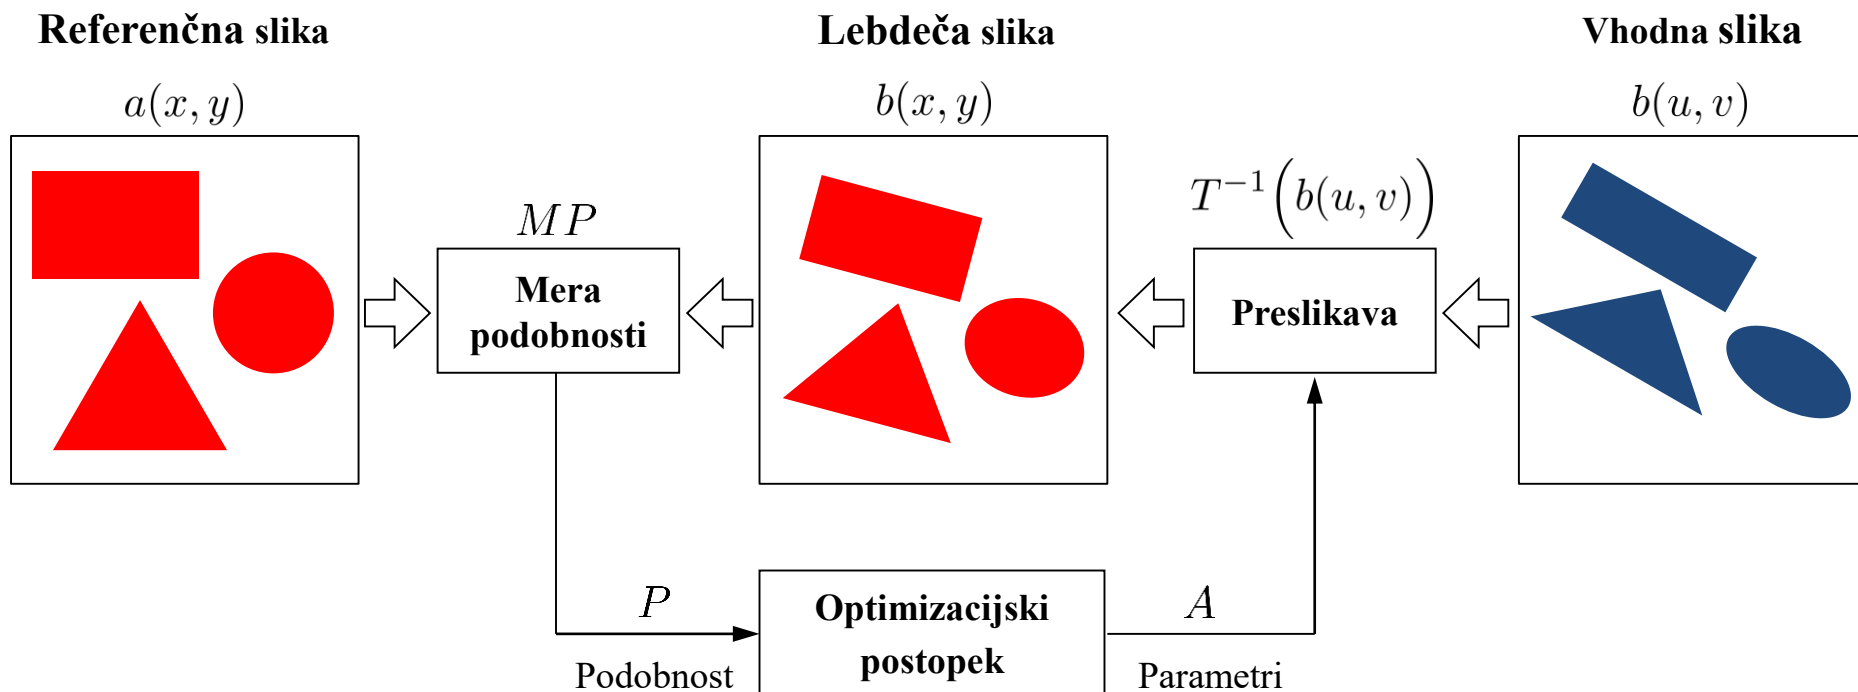 Referenčna slika
a(x, y)
Lebdeča slika
b(x, y)
Vhodna slika
b(u, v)
MP
Mera
podobnosti
T⁻¹(b(u, v))
Preslikava
P
Podobnost
Optimizacijski
postopek
A
Parametri